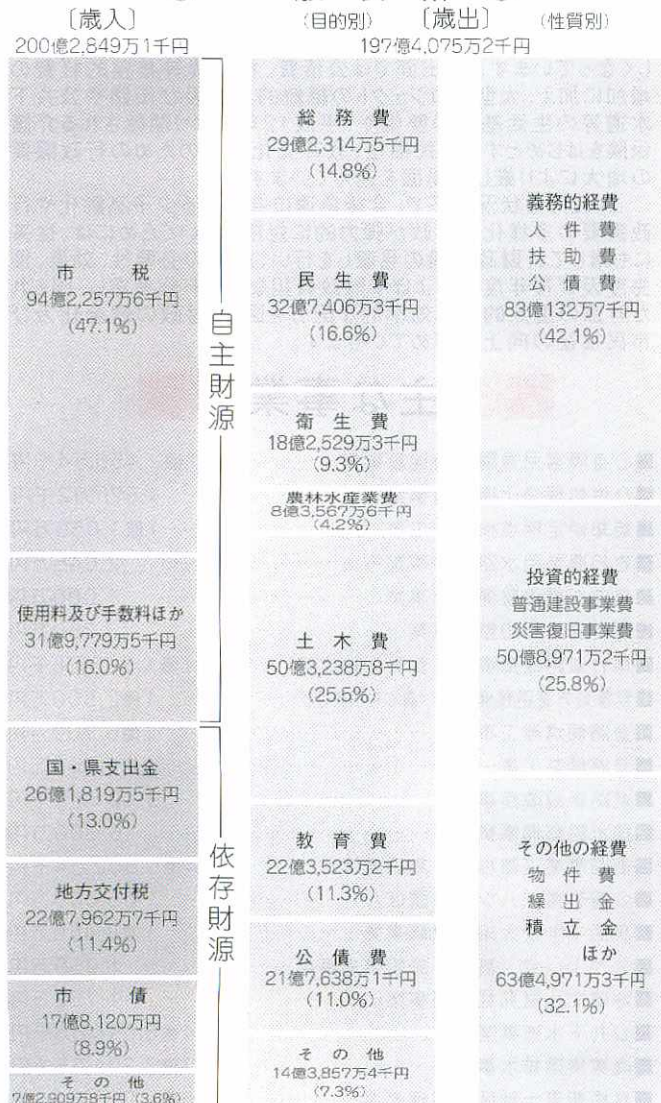 〔歳入〕
200億2,849万1千円
市税
94億2,257万6千円
(47.1%)
使用料及び手数料ほか
31億9,779万5千円
(16.0%)
自主財源
国・県支出金
26億1,819万5千円
(13.0%)
地方交付税
22億7,962万7千円
(11.4%)
市債
17億8,120万円
(8.9%)
その他
7億2,909万8千円 (3.6%)
依存財源
(目的別) 〔歳出〕 (性質別)
197億4,075万2千円
総務費
29億2,314万5千円
(14.8%)
民生費
32億7,406万3千円
(16.6%)
衛生費
18億2,529万3千円
(9.3%)
農林水産業費
8億3,567万6千円
(4.2%)
土木費
50億3,238万8千円
(25.5%)
教育費
22億3,523万2千円
(11.3%)
公債費
21億7,638万1千円
(11.0%)
その他
14億3,857万4千円
(7.3%)
義務的経費
人件費
扶助費
公債費
83億132万7千円
(42.1%)
投資的経費
普通建設事業費
災害復旧事業費
50億8,971万2千円
(25.8%)
その他の経費
物件費
繰出金
積立金
ほか
63億4,971万3千円
(32.1%)